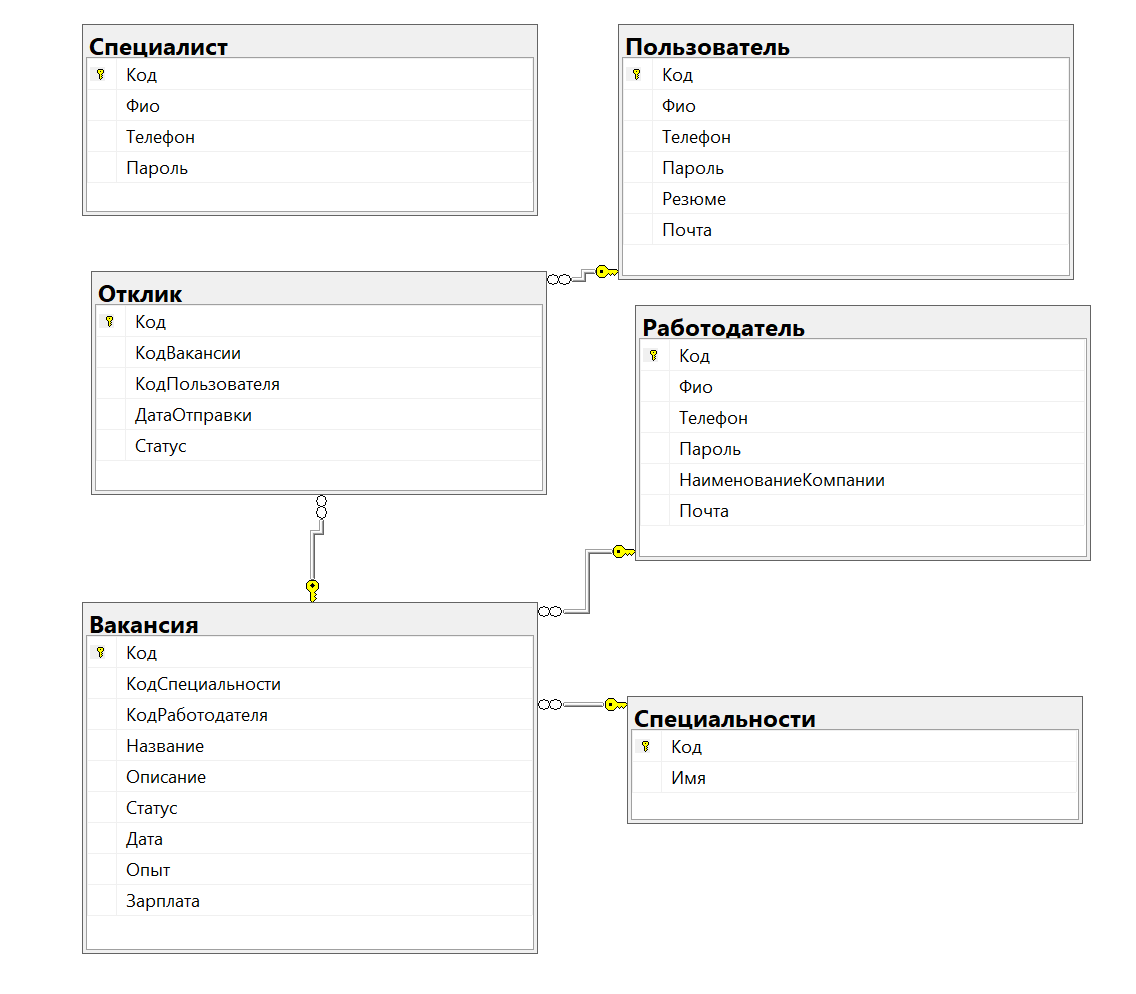 Специалист
Код
Фио
Телефон
Пароль
Пользователь
Код
Фио
Телефон
Пароль
Резюме
Почта
Отклик
Код
КодВакансии
КодПользователя
ДатаОтправки
Статус
Работодатель
Код
Фио
Телефон
Пароль
НаименованиеКомпании
Почта
Вакансия
Код
КодСпециальности
КодРаботодателя
Название
Описание
Статус
Дата
Опыт
Зарплата
Специальности
Код
Имя